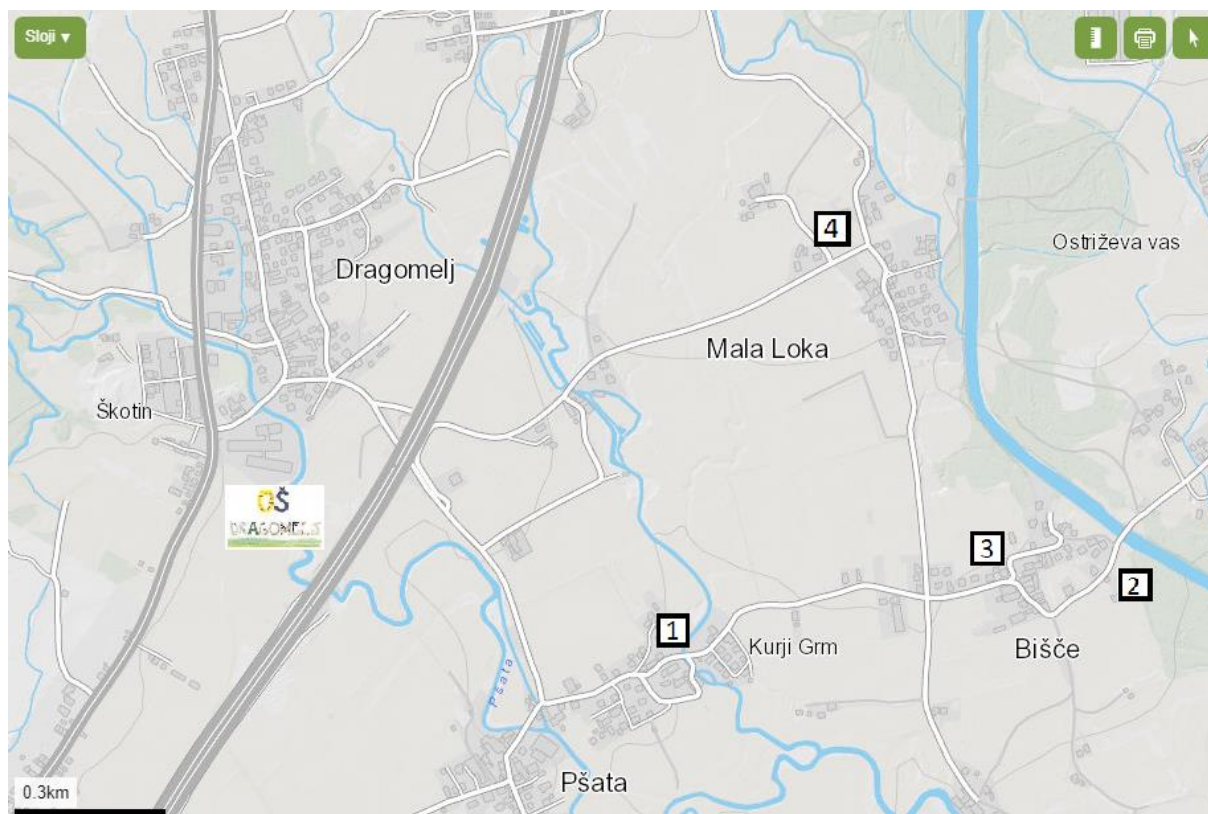 Sloji ▾
4
Ostriževa vas
Dragomelj
Mala Loka
Škotin
OŠ
DRAGOMELJ
3
2
1
Kurji Grm
Bišče
Pšata
0.3km
Pšata